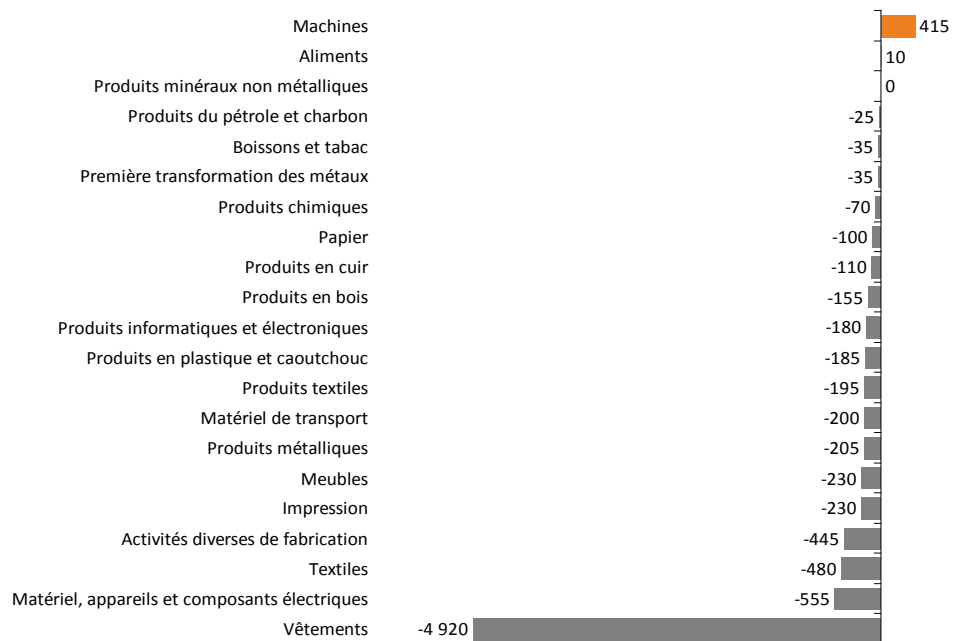 Machines 415
Aliments 10
Produits minéraux non métalliques 0
Produits du pétrole et charbon -25
Boissons et tabac -35
Première transformation des métaux -35
Produits chimiques -70
Papier -100
Produits en cuir -110
Produits en bois -155
Produits informatiques et électroniques -180
Produits en plastique et caoutchouc -185
Produits textiles -195
Matériel de transport -200
Produits métalliques -205
Meubles -230
Impression -230
Activités diverses de fabrication -445
Textiles -480
Matériel, appareils et composants électriques -555
Vêtements -4 920